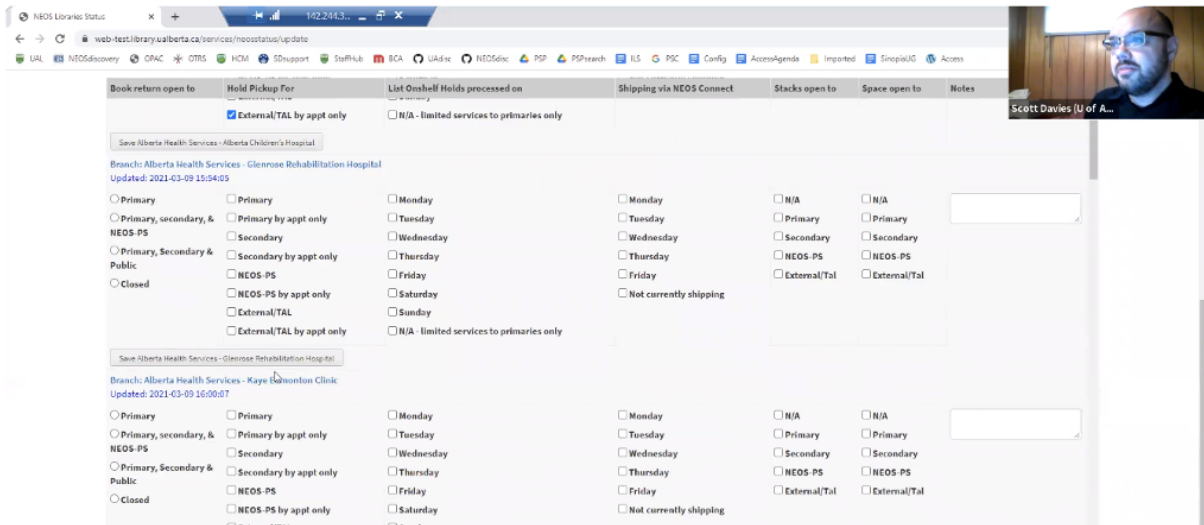 NEOS Libraries Status
142.244.3...
web-test.library.ualberta.ca/services/neosstatus/update
UAL NEOSdiscovery OPAC OTRS HCM SDsupport StaffHub BCA UAdisc NEOSdisc PSP PSPsearch ILS G PSC Config AccessAgenda Imported SinopiaUG Access
Scott Davies (U of A...
Book return open to Hold Pickup For List Onshelf Holds processed on Shipping via NEOS Connect Stacks open to Space open to Notes
External/TAL by appt only N/A - limited services to primaries only
Save Alberta Health Services - Alberta Children's Hospital
Branch: Alberta Health Services - Glenrose Rehabilitation Hospital
Updated: 2021-03-09 15:54:05
Primary Primary Monday Monday N/A N/A
Primary, secondary, & Primary by appt only Tuesday Tuesday Primary Primary
NEOS-PS Secondary Wednesday Wednesday Secondary Secondary
Primary, Secondary & Secondary by appt only Thursday Thursday NEOS-PS NEOS-PS
Public
NEOS-PS Friday Friday External/Tal External/Tal
Closed
NEOS-PS by appt only Saturday Not currently shipping
External/TAL Sunday
External/TAL by appt only N/A - limited services to primaries only
Save Alberta Health Services - Glenrose Rehabilitation Hospital
Branch: Alberta Health Services - Kaye Edmonton Clinic
Updated: 2021-03-09 16:00:07
Primary Primary Monday Monday N/A N/A
Primary, secondary, & Primary by appt only Tuesday Tuesday Primary Primary
NEOS-PS Secondary Wednesday Wednesday Secondary Secondary
Primary, Secondary & Secondary by appt only Thursday Thursday NEOS-PS NEOS-PS
Public
NEOS-PS Friday Friday External/Tal External/Tal
Closed
NEOS-PS by appt only Saturday Not currently shipping